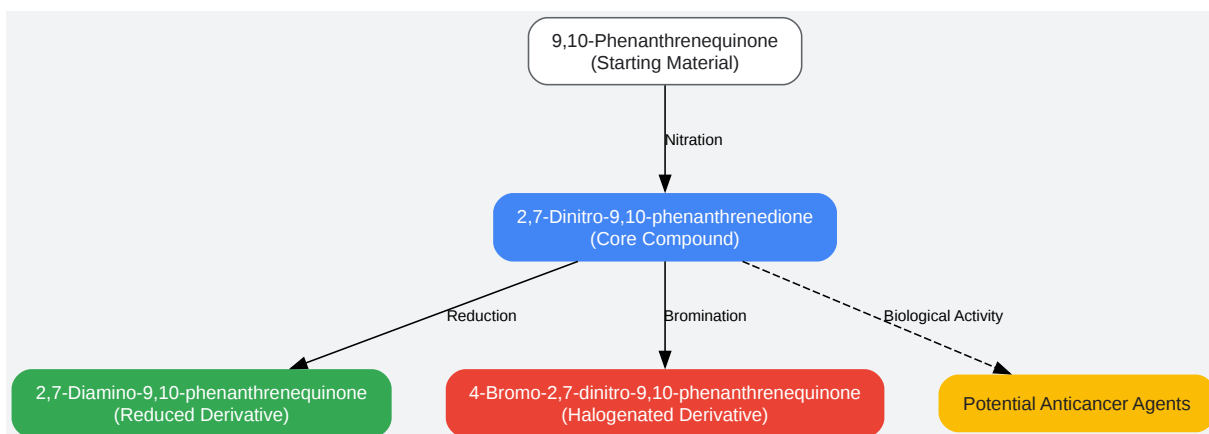 9,10-Phenanthrenequinone
(Starting Material)
Nitration
2,7-Dinitro-9,10-phenanthrenedione
(Core Compound)
Reduction
Bromination
Biological Activity
2,7-Diamino-9,10-phenanthrenequinone
(Reduced Derivative)
4-Bromo-2,7-dinitro-9,10-phenanthrenequinone
(Halogenated Derivative)
Potential Anticancer Agents